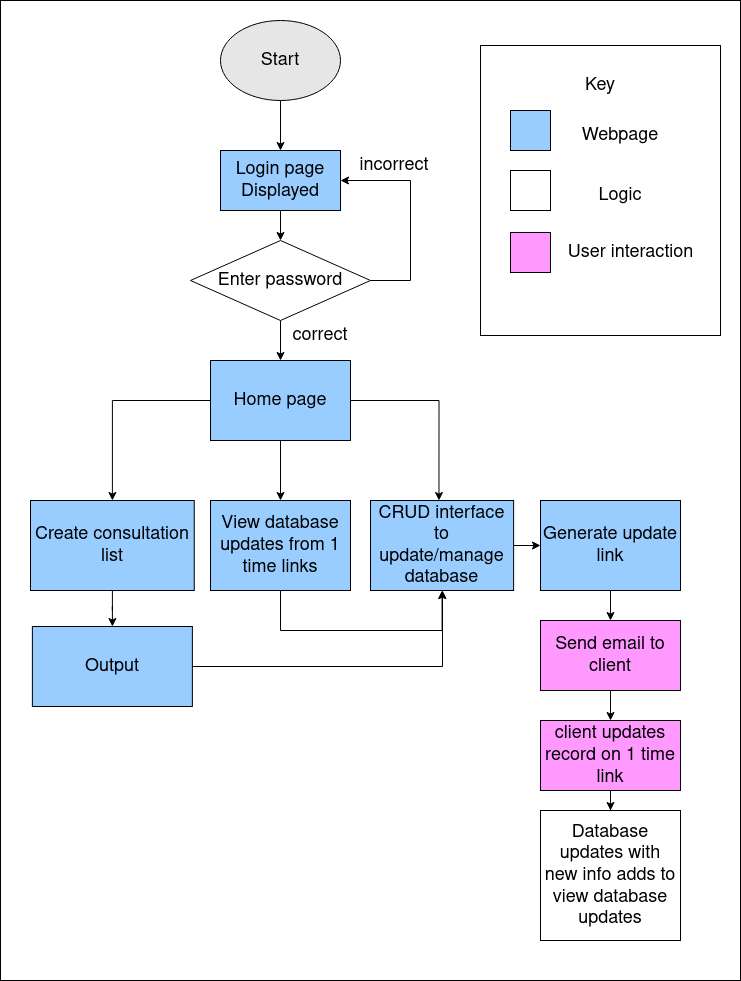 Start
Key
Webpage
Logic
User interaction
Login page
Displayed
incorrect
Enter password
correct
Home page
Create consultation
list
View database
updates from 1
time links
CRUD interface
to
update/manage
database
Generate update
link
Output
Send email to
client
client updates
record on 1 time
link
Database
updates with
new info adds to
view database
updates